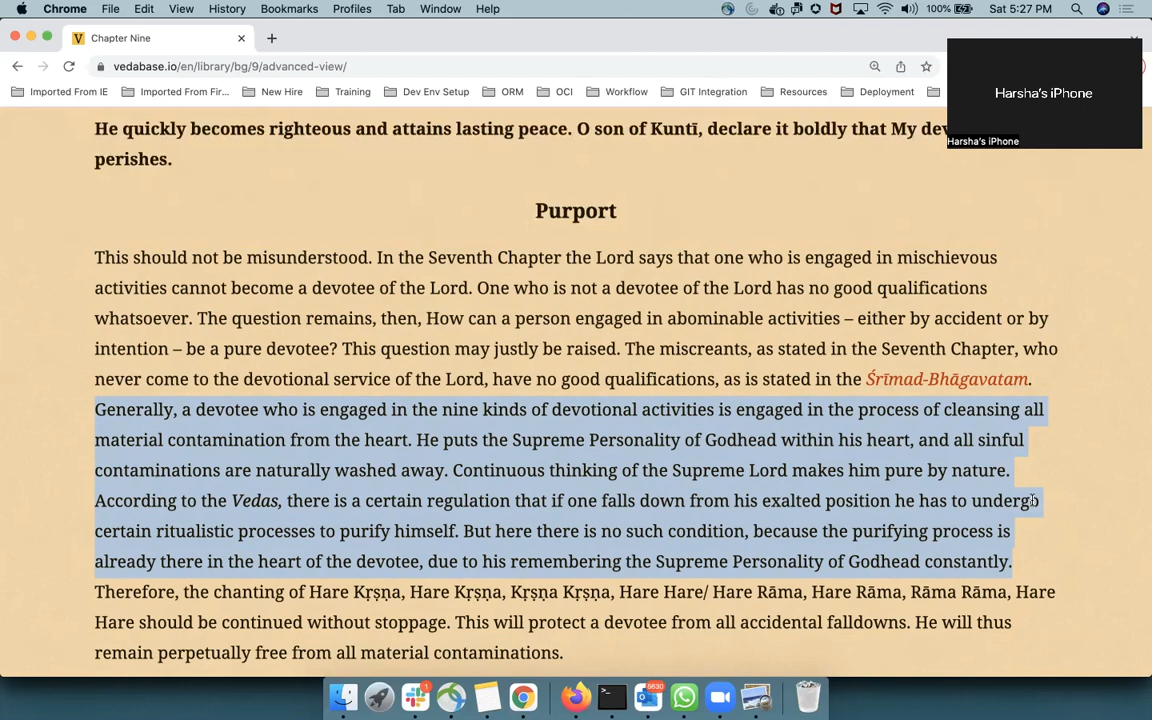 Chrome File Edit View History Bookmarks Profiles Tab Window Help 100% Sat 5:27 PM
Chapter Nine
vedabase.io/en/library/bg/9/advanced-view/
Imported From IE Imported From Fir... New Hire Training Dev Env Setup ORM OCI Workflow GIT Integration Resources Deployment
Harsha's iPhone
Harsha's iPhone
He quickly becomes righteous and attains lasting peace. O son of Kuntī, declare it boldly that My
perishes.
Purport
This should not be misunderstood. In the Seventh Chapter the Lord says that one who is engaged in mischievous
activities cannot become a devotee of the Lord. One who is not a devotee of the Lord has no good qualifications
whatsoever. The question remains, then, How can a person engaged in abominable activities – either by accident or by
intention – be a pure devotee? This question may justly be raised. The miscreants, as stated in the Seventh Chapter, who
never come to the devotional service of the Lord, have no good qualifications, as is stated in the Śrīmad-Bhāgavatam.
Generally, a devotee who is engaged in the nine kinds of devotional activities is engaged in the process of cleansing all
material contamination from the heart. He puts the Supreme Personality of Godhead within his heart, and all sinful
contaminations are naturally washed away. Continuous thinking of the Supreme Lord makes him pure by nature.
According to the Vedas, there is a certain regulation that if one falls down from his exalted position he has to undergo
certain ritualistic processes to purify himself. But here there is no such condition, because the purifying process is
already there in the heart of the devotee, due to his remembering the Supreme Personality of Godhead constantly.
Therefore, the chanting of Hare Kṛṣṇa, Hare Kṛṣṇa, Kṛṣṇa Kṛṣṇa, Hare Hare/ Hare Rāma, Hare Rāma, Rāma Rāma, Hare
Hare should be continued without stoppage. This will protect a devotee from all accidental falldowns. He will thus
remain perpetually free from all material contaminations.
1
5630